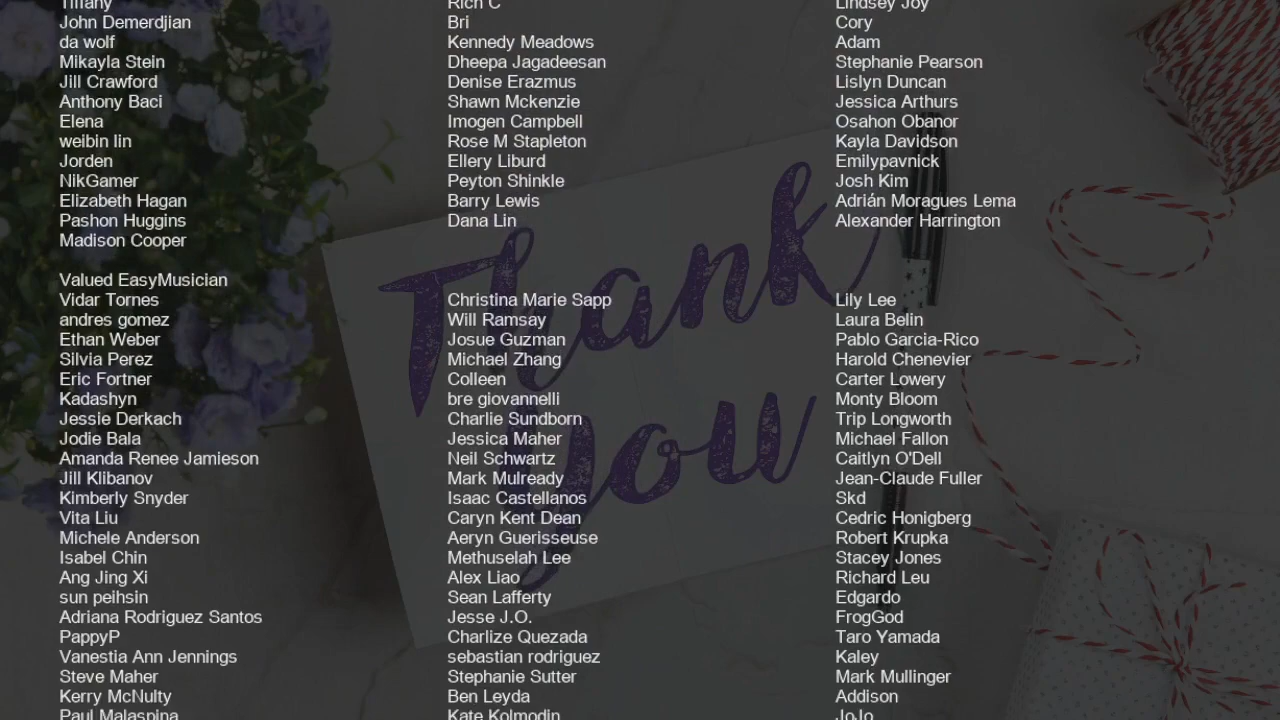 Tiffany
John Demerdjian
da wolf
Mikayla Stein
Jill Crawford
Anthony Baci
Elena
weibin lin
Jorden
NikGamer
Elizabeth Hagan
Pashon Huggins
Madison Cooper
Rich C
Bri
Kennedy Meadows
Dheepa Jagadeesan
Denise Erazmus
Shawn Mckenzie
Imogen Campbell
Rose M Stapleton
Ellery Liburd
Peyton Shinkle
Barry Lewis
Dana Lin
Lindsey Joy
Cory
Adam
Stephanie Pearson
Lislyn Duncan
Jessica Arthurs
Osahon Obanor
Kayla Davidson
Emilypavnick
Josh Kim
Adrián Moragues Lema
Alexander Harrington
Valued EasyMusician
Vidar Tornes
andres gomez
Ethan Weber
Silvia Perez
Eric Fortner
Kadashyn
Jessie Derkach
Jodie Bala
Amanda Renee Jamieson
Jill Klibanov
Kimberly Snyder
Vita Liu
Michele Anderson
Isabel Chin
Ang Jing Xi
sun peihsin
Adriana Rodriguez Santos
PappyP
Vanestia Ann Jennings
Steve Maher
Kerry McNulty
Paul Malaspina
Christina Marie Sapp
Will Ramsay
Josue Guzman
Michael Zhang
Colleen
bre giovannelli
Charlie Sundborn
Jessica Maher
Neil Schwartz
Mark Mulready
Isaac Castellanos
Caryn Kent Dean
Aeryn Guerisseuse
Methuselah Lee
Alex Liao
Sean Lafferty
Jesse J.O.
Charlize Quezada
sebastian rodriguez
Stephanie Sutter
Ben Leyda
Kate Kolmodin
Lily Lee
Laura Belin
Pablo Garcia-Rico
Harold Chenevier
Carter Lowery
Monty Bloom
Trip Longworth
Michael Fallon
Caitlyn O'Dell
Jean-Claude Fuller
Skd
Cedric Honigberg
Robert Krupka
Stacey Jones
Richard Leu
Edgardo
FrogGod
Taro Yamada
Kaley
Mark Mullinger
Addison
JoJo
Thank
you